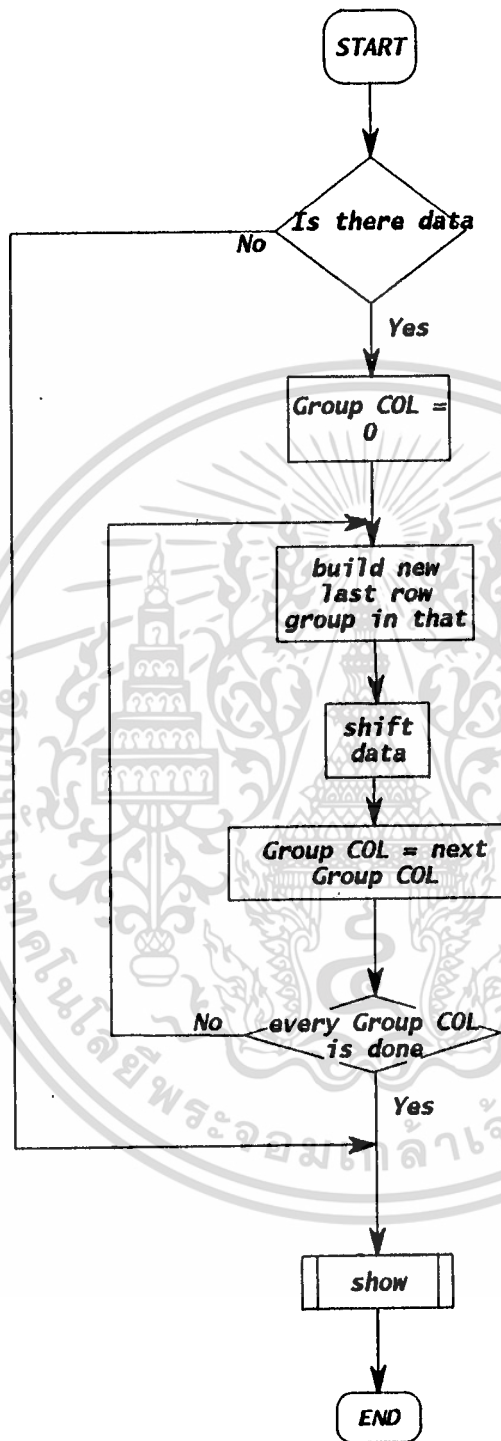 START
Is there data
No
Yes
Group COL =
0
build new
last row
group in that
shift
data
Group COL = next
Group COL
No
every Group COL
is done
Yes
show
END